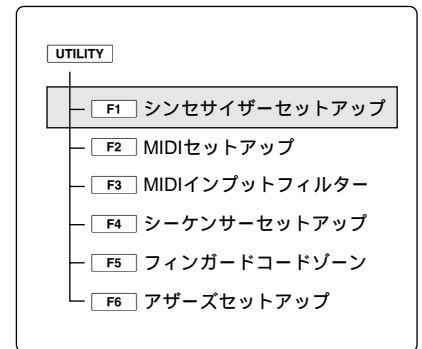 UTILITY
F1 シンセサイザーセットアップ
F2 MIDIセットアップ
F3 MIDIインプットフィルター
F4 シーケンサーセットアップ
F5 フィンガードコードゾーン
F6 アザーズセットアップ